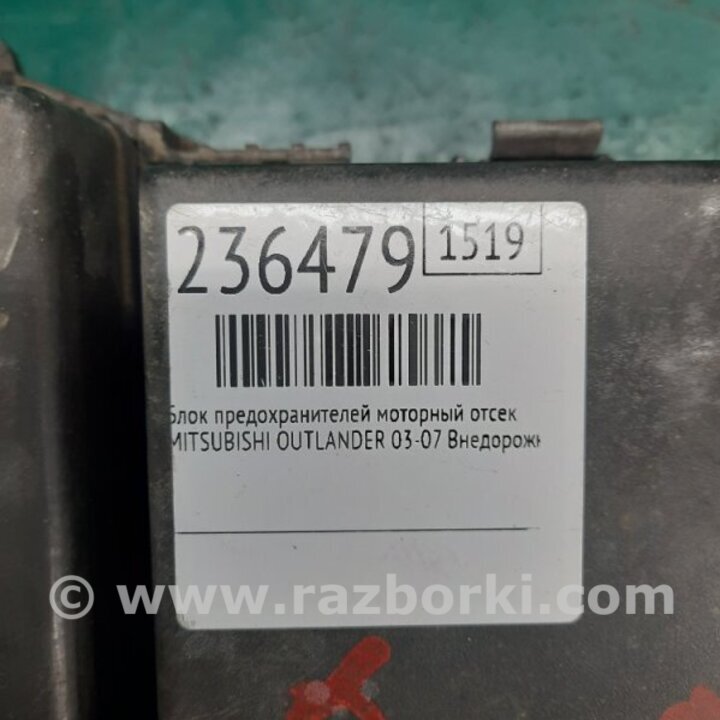 236479 1519
блок предохранителей моторный отсек
MITSUBISHI OUTLANDER 03-07 Внедорожн
© www.razborki.com